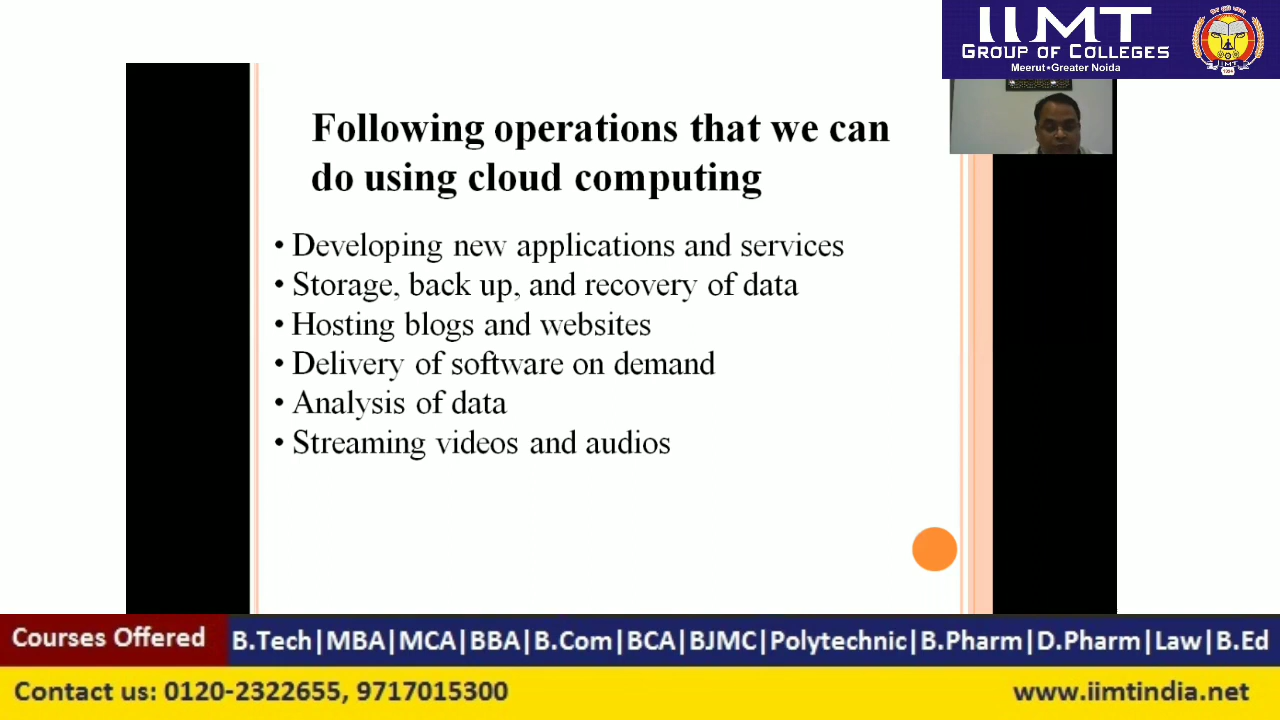 IIMT
GROUP OF COLLEGES
Meerut•Greater Noida
Following operations that we can
do using cloud computing
• Developing new applications and services
• Storage, back up, and recovery of data
• Hosting blogs and websites
• Delivery of software on demand
• Analysis of data
• Streaming videos and audios
Courses Offered B.Tech|MBA|MCA|BBA|B.Com|BCA|BJMC|Polytechnic|B.Pharm|D.Pharm|Law|B.Ed
Contact us: 0120-2322655, 9717015300 www.iimtindia.net